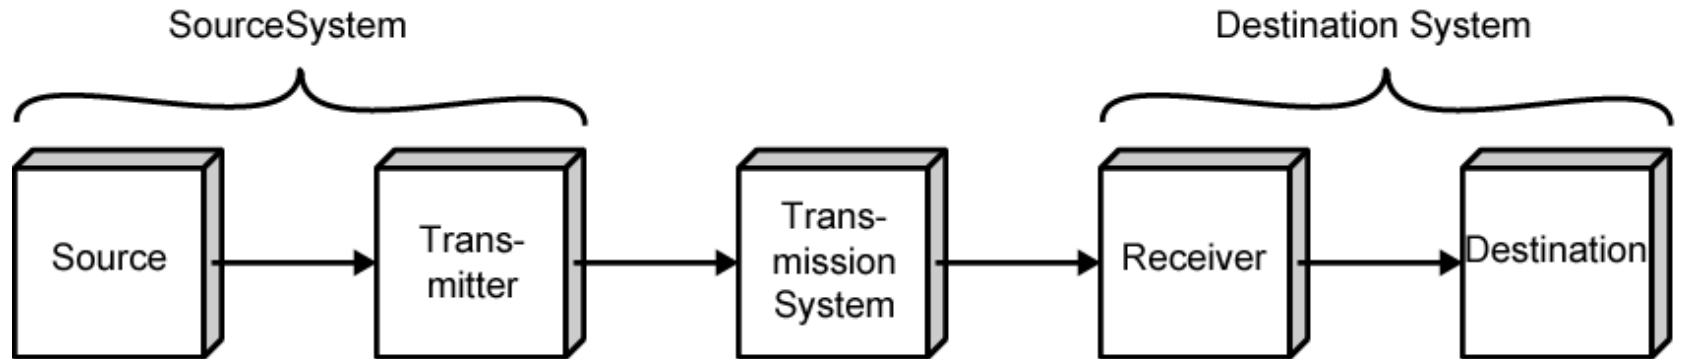 SourceSystem
Destination System
Source
Trans-
mitter
Trans-
mission
System
Receiver
Destination